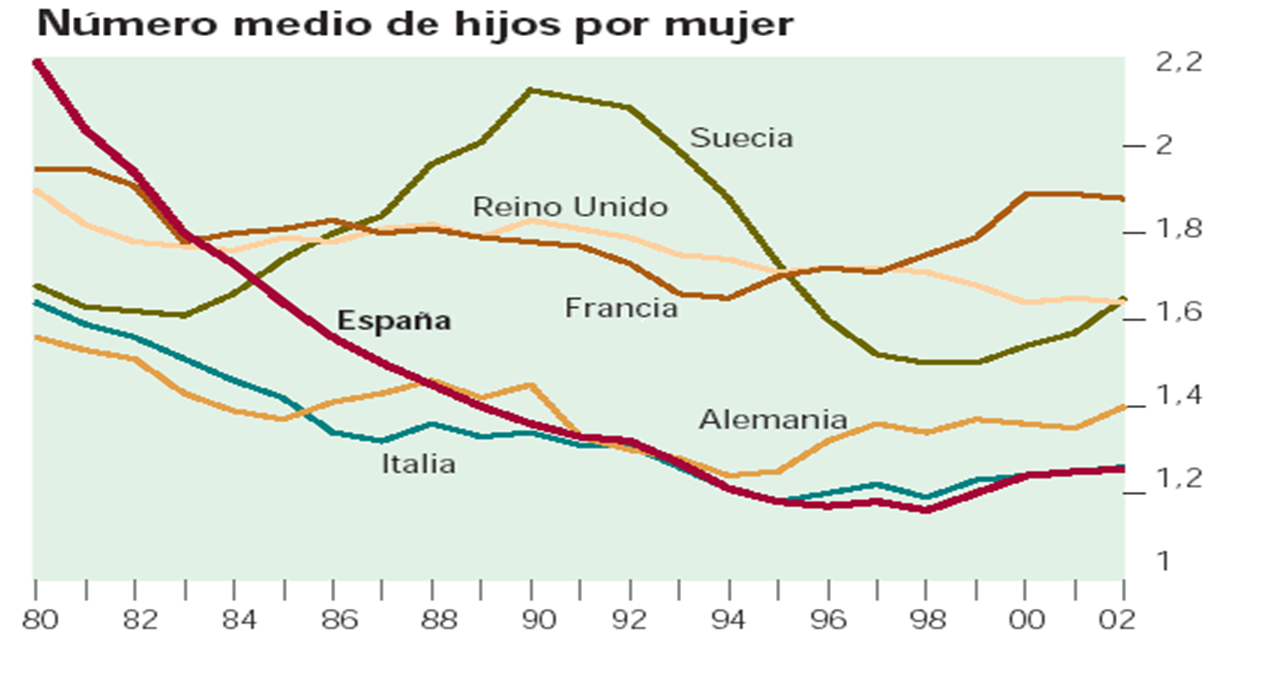 Número medio de hijos por mujer
2,2
Suecia
2
Reino Unido
1,8
Francia
España
1,6
Alemania
1,4
Italia
1,2
1
80 82 84 86 88 90 92 94 96 98 00 02